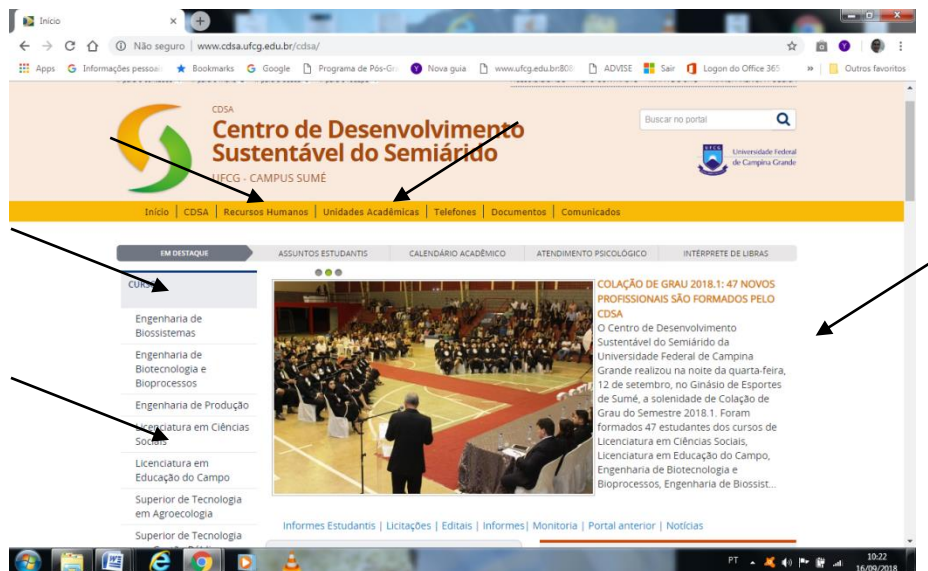 Início
Não seguro | www.cdsa.ufcg.edu.br/cdsa/
Apps Informações pessoais Bookmarks Google Programa de Pós-Gr Nova guia www.ufcg.edu.br:808 ADVISE Sair Logon do Office 365 » Outros favoritos
CDSA
Centro de Desenvolvimento
Sustentável do Semiárido
UFCG - CAMPUS SUMÉ
Buscar no portal
UFCG
Universidade Federal
de Campina Grande
Início | CDSA | Recursos Humanos | Unidades Acadêmicas | Telefones | Documentos | Comunicados
EM DESTAQUE ASSUNTOS ESTUDANTIS CALENDÁRIO ACADÊMICO ATENDIMENTO PSICOLÓGICO INTÉRPRETE DE LIBRAS
Engenharia de
Biossistemas
Engenharia de
Biotecnologia e
Bioprocessos
Engenharia de Produção
Licenciatura em Ciências
Sociais
Licenciatura em
Educação do Campo
Superior de Tecnologia
em Agroecologia
Superior de Tecnologia
COLAÇÃO DE GRAU 2018.1: 47 NOVOS
PROFISSIONAIS SÃO FORMADOS PELO
CDSA
O Centro de Desenvolvimento
Sustentável do Semiárido da
Universidade Federal de Campina
Grande realizou na noite da quarta-feira,
12 de setembro, no Ginásio de Esportes
de Sumé, a solenidade de Colação de
Grau do Semestre 2018.1. Foram
formados 47 estudantes dos cursos de
Licenciatura em Ciências Sociais,
Licenciatura em Educação do Campo,
Engenharia de Biotecnologia e
Bioprocessos, Engenharia de Biossist...
Informes Estudantis | Licitações | Editais | Informes| Monitoria | Portal anterior | Notícias
PT
10:22
16/09/2018